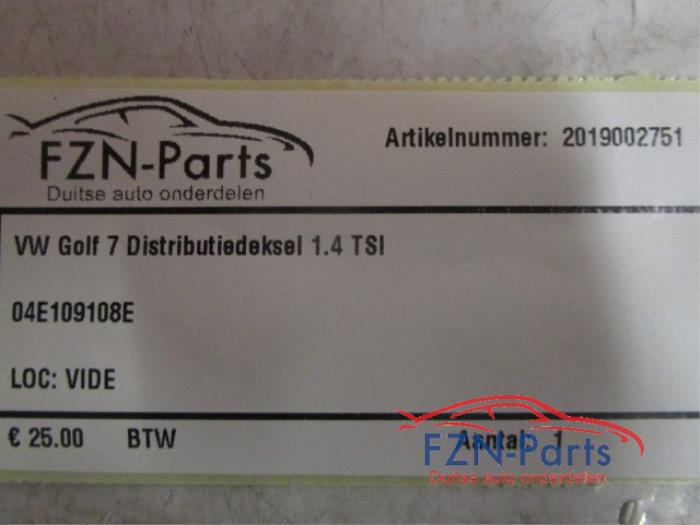 FZN-Parts
Duitse auto onderdelen
Artikelnummer: 2019002751
VW Golf 7 Distributiedeksel 1.4 TSI
04E109108E
LOC: VIDE
€ 25.00 BTW Aantal: 1
FZN-Parts
Duitse auto onderdelen